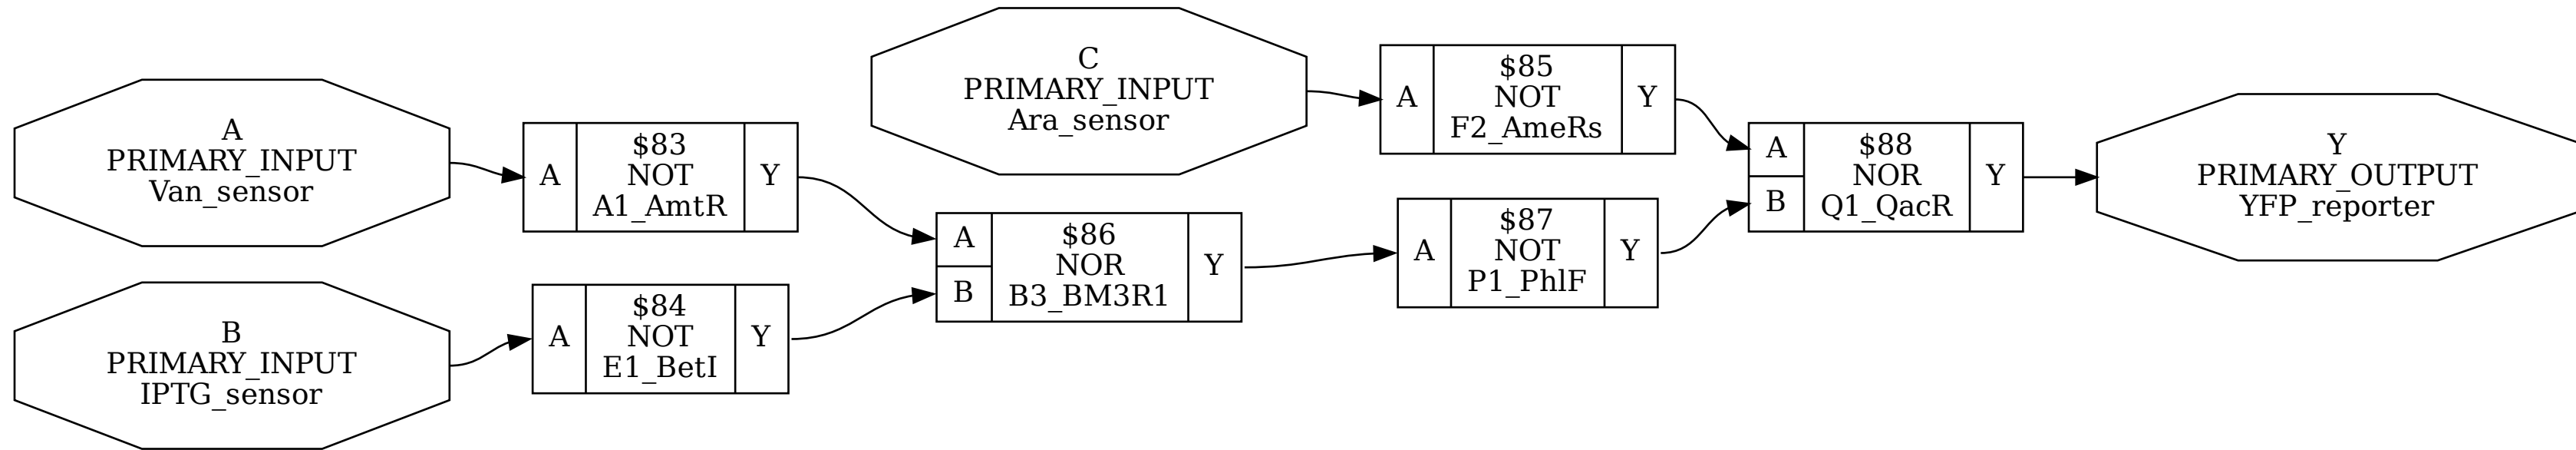 A
PRIMARY_INPUT
Van_sensor
A
$83
NOT
A1_AmtR
Y
B
PRIMARY_INPUT
IPTG_sensor
A
$84
NOT
E1_BetI
Y
C
PRIMARY_INPUT
Ara_sensor
A
B
$86
NOR
B3_BM3R1
Y
A
$85
NOT
F2_AmeRs
Y
A
$87
NOT
P1_PhlF
Y
A
B
$88
NOR
Q1_QacR
Y
Y
PRIMARY_OUTPUT
YFP_reporter